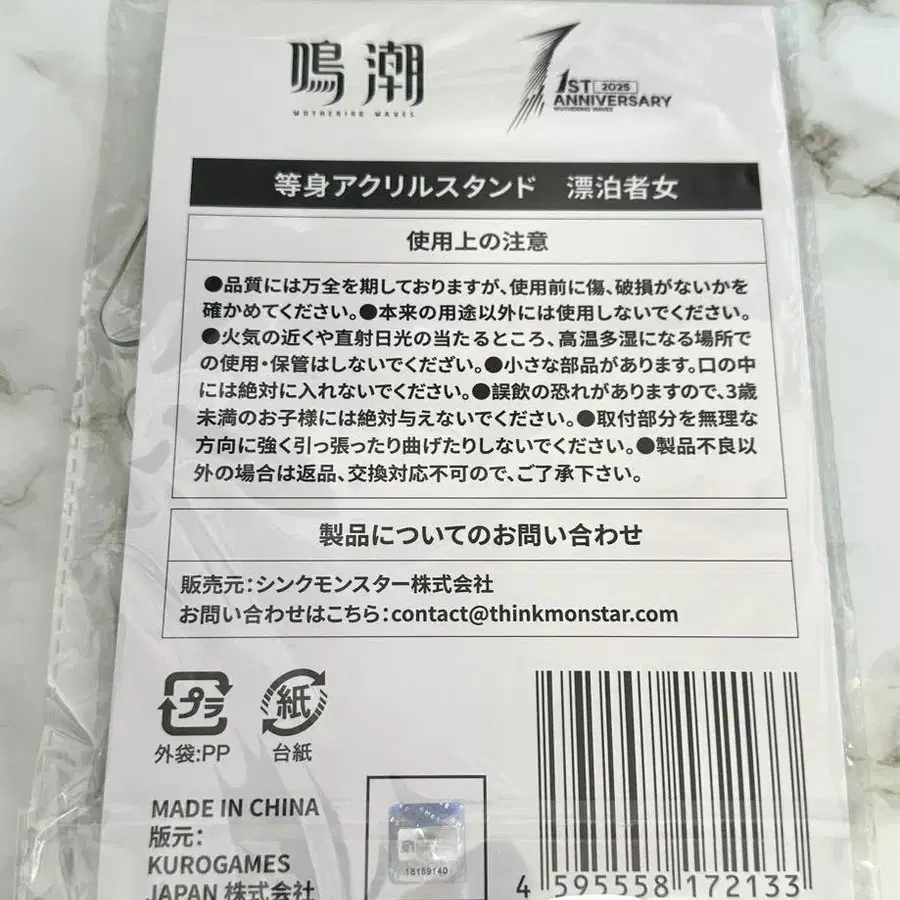 鳴潮
WUTHERING WAVES
1ST 2025
ANNIVERSARY
WUTHERING WAVES
等身アクリルスタンド 漂泊者女
使用上の注意
●品質には万全を期しておりますが、使用前に傷、破損がないかを
確かめてください。●本来の用途以外には使用しないでください。
●火気の近くや直射日光の当たるところ、高温多湿になる場所で
の使用・保管はしないでくだざい。●小さな部品があります。口の中
には絶対に入れないでください。●誤飲の恐れがありますので、3歳
未満のお子様には絶対与えないでください。●取付部分を無理な
方向に強く引っ張ったり曲げたりしないでください。●製品不良以
外の場合は返品、交換対応不可ので、ご了承下さい。
製品についてのお問い合わせ
販売元:シンクモンスター株式会社
お問い合わせはこちら:contact@thinkmonstar.com
プラ
外袋:PP
紙
台紙
MADE IN CHINA
版元:
KUROGAMES
JAPAN 株式会社
18189140
4 595558 172133